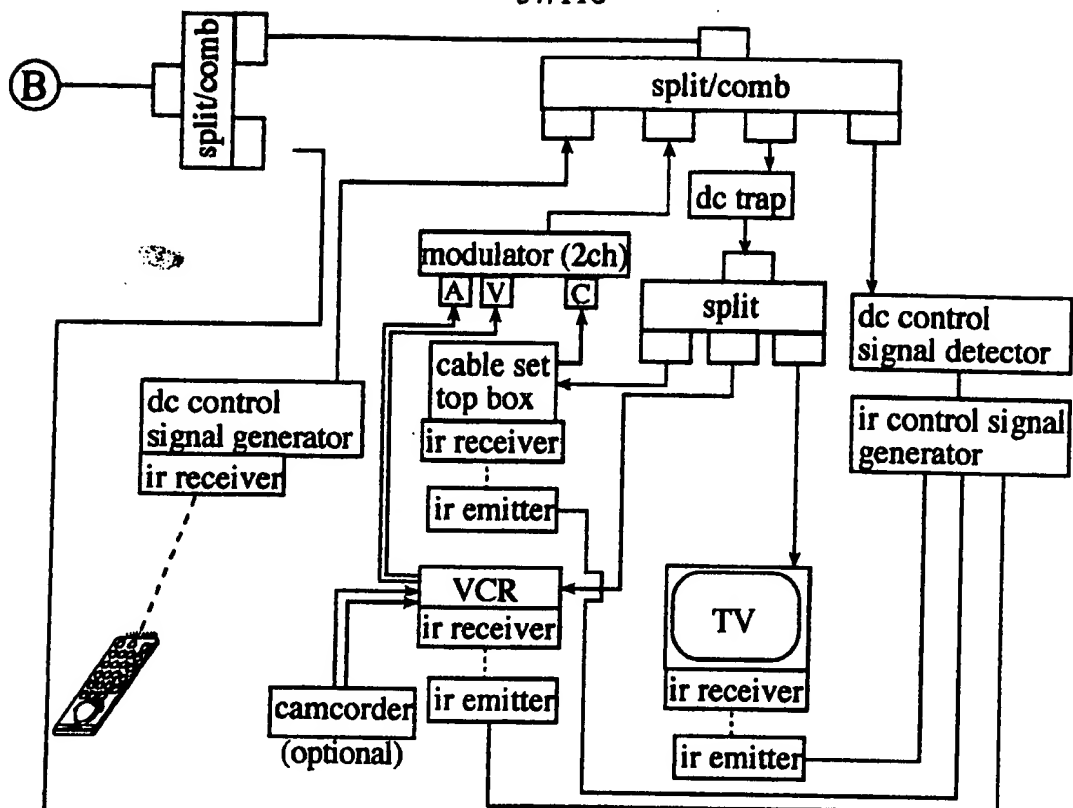 split/comb
B
split/comb
dc trap
modulator (2ch)
A V C
split
dc control
signal detector
cable set
top box
ir receiver
dc control
signal generator
ir receiver
ir control signal
generator
ir emitter
VCR
ir receiver
TV
ir receiver
ir emitter
camcorder
(optional)
ir emitter